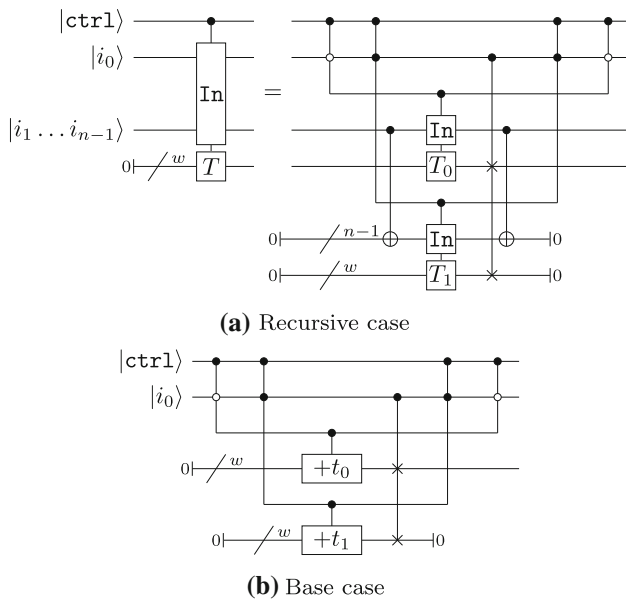 |ctrl⟩
|i₀⟩
In
=
|i₁ … iₙ₋₁⟩
In
0 w T
T₀
0 n−1 In 0
0 w T₁ 0
(a) Recursive case
|ctrl⟩
|i₀⟩
0 w +t₀
0 w +t₁ 0
(b) Base case